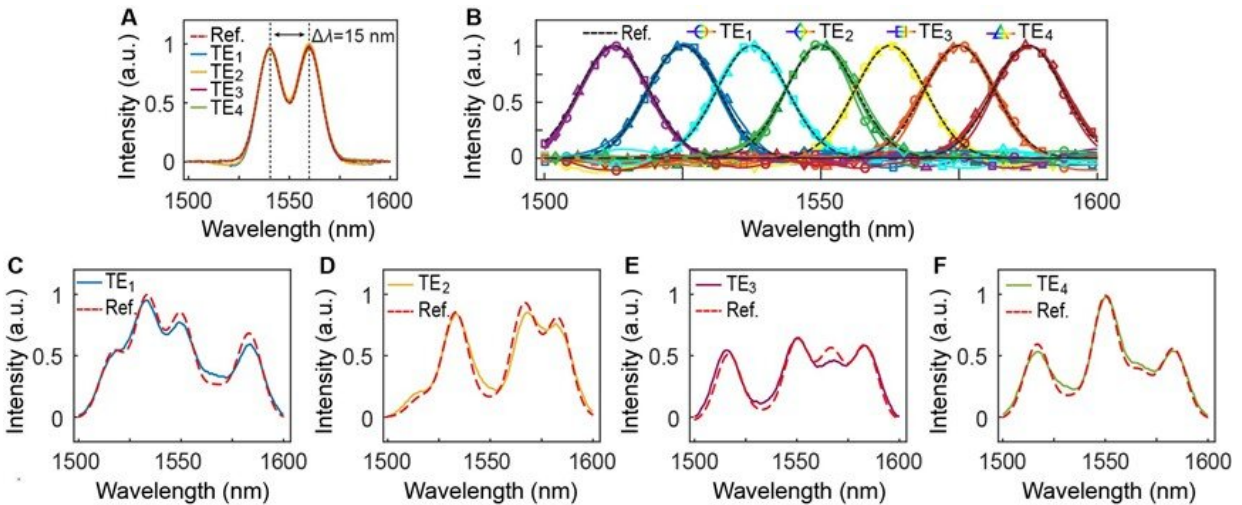 A
Ref.
TE1
TE2
TE3
TE4
Δλ=15 nm
Intensity (a.u.)
1
0.5
0
1500
1550
1600
Wavelength (nm)
B
Ref.
TE1
TE2
TE3
TE4
Intensity (a.u.)
1
0.5
0
1500
1550
1600
Wavelength (nm)
C
TE1
Ref.
Intensity (a.u.)
1
0.5
0
1500
1550
1600
Wavelength (nm)
D
TE2
Ref.
Intensity (a.u.)
1
0.5
0
1500
1550
1600
Wavelength (nm)
E
TE3
Ref.
Intensity (a.u.)
1
0.5
0
1500
1550
1600
Wavelength (nm)
F
TE4
Ref.
Intensity (a.u.)
1
0.5
0
1500
1550
1600
Wavelength (nm)